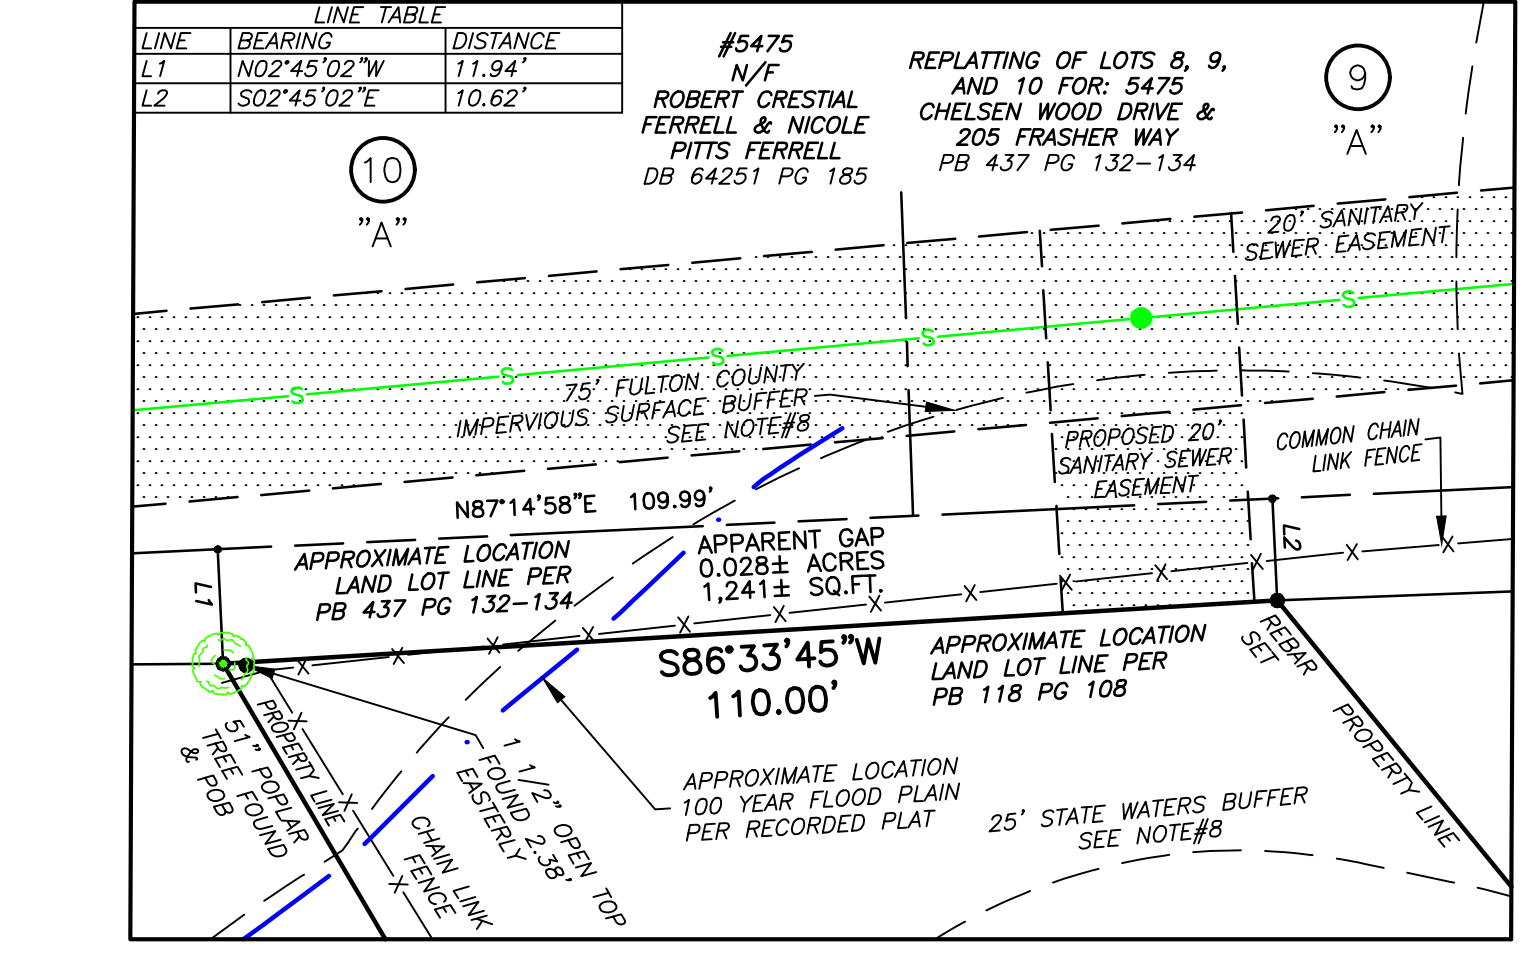 LINE TABLE
LINE BEARING DISTANCE
L1 N02°45'02"W 11.94'
L2 S02°45'02"E 10.62'
10
"A"
#5475
N/F
ROBERT CRESTIAL
FERRELL & NICOLE
PITTS FERRELL
DB 64251 PG 185
REPLATTING OF LOTS 8, 9,
AND 10 FOR: 5475
CHELSEN WOOD DRIVE &
205 FRASHER WAY
PB 437 PG 132-134
9
"A"
20' SANITARY
SEWER EASEMENT
S
S
S
S
S
75' FULTON COUNTY
IMPERVIOUS SURFACE BUFFER
SEE NOTE#8
PROPOSED 20'
SANITARY SEWER
EASEMENT
COMMON CHAIN
LINK FENCE
N87°14'58"E 109.99'
APPROXIMATE LOCATION
LAND LOT LINE PER
PB 437 PG 132-134
APPARENT GAP
0.028± ACRES
1,241± SQ.FT.
L1
L2
X X X X X X X X X X X X X
S86°33'45"W
110.00'
APPROXIMATE LOCATION
LAND LOT LINE PER
PB 118 PG 108
REBAR
SET
PROPERTY LINE
PROPERTY LINE
51" POPLAR
TREE FOUND
& POB
X
X
X
CHAIN LINK
FENCE
1 1/2" OPEN TOP
FOUND 2.38'
EASTERLY
APPROXIMATE LOCATION
100 YEAR FLOOD PLAIN
PER RECORDED PLAT
25' STATE WATERS BUFFER
SEE NOTE#8